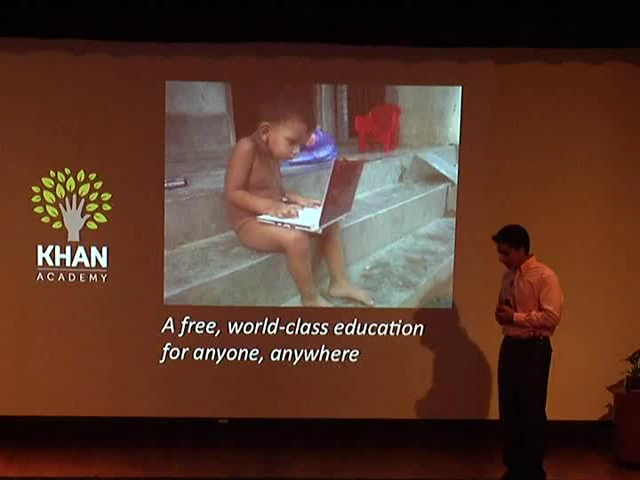 KHAN
ACADEMY
A free, world-class education
for anyone, anywhere